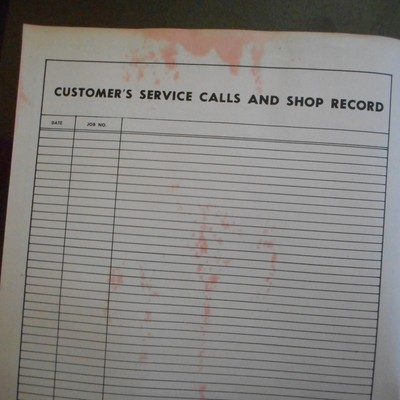 CUSTOMER'S SERVICE CALLS AND SHOP RECORD
DATE JOB NO.